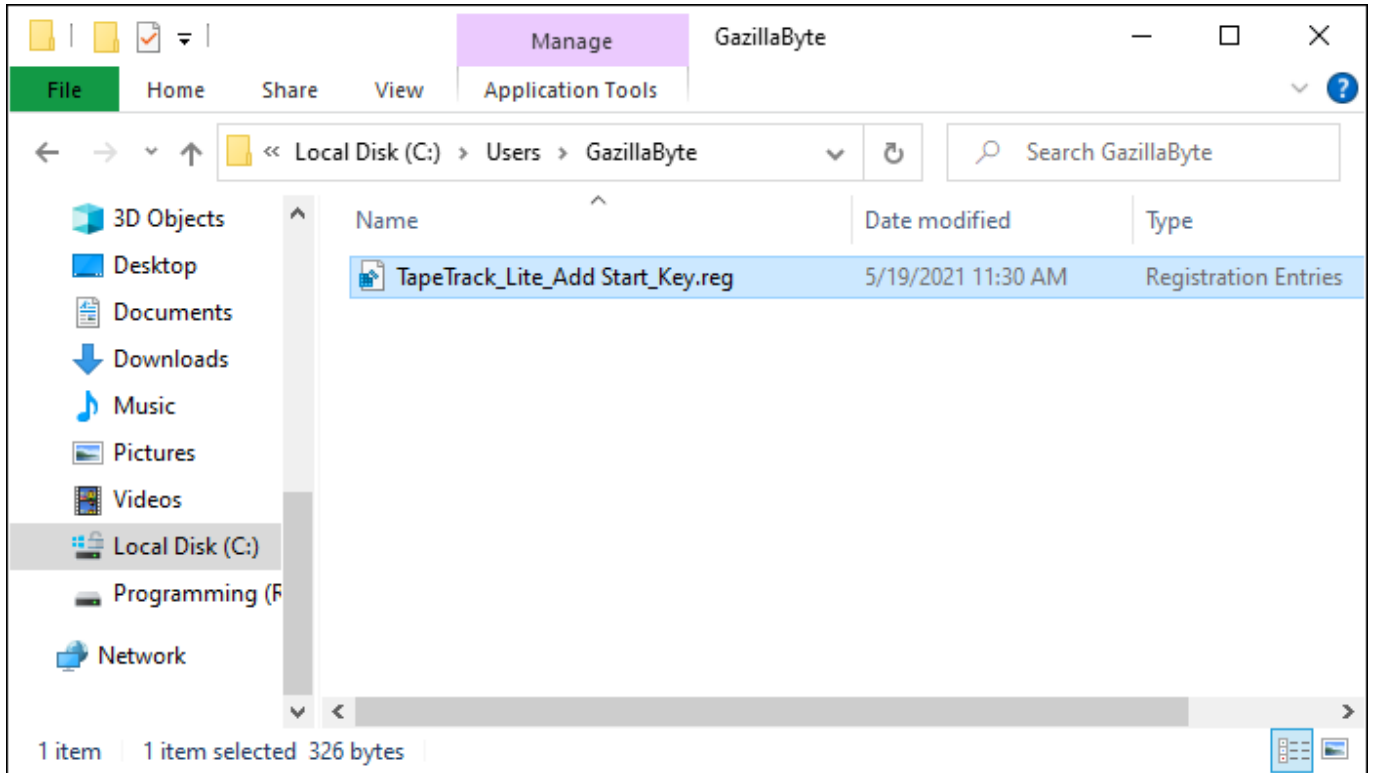 Manage GazillaByte
File Home Share View Application Tools ?
« Local Disk (C:) > Users > GazillaByte Search GazillaByte
Name Date modified Type
TapeTrack_Lite_Add Start_Key.reg 5/19/2021 11:30 AM Registration Entries
3D Objects
Desktop
Documents
Downloads
Music
Pictures
Videos
Local Disk (C:)
Programming (R
Network
1 item 1 item selected 326 bytes